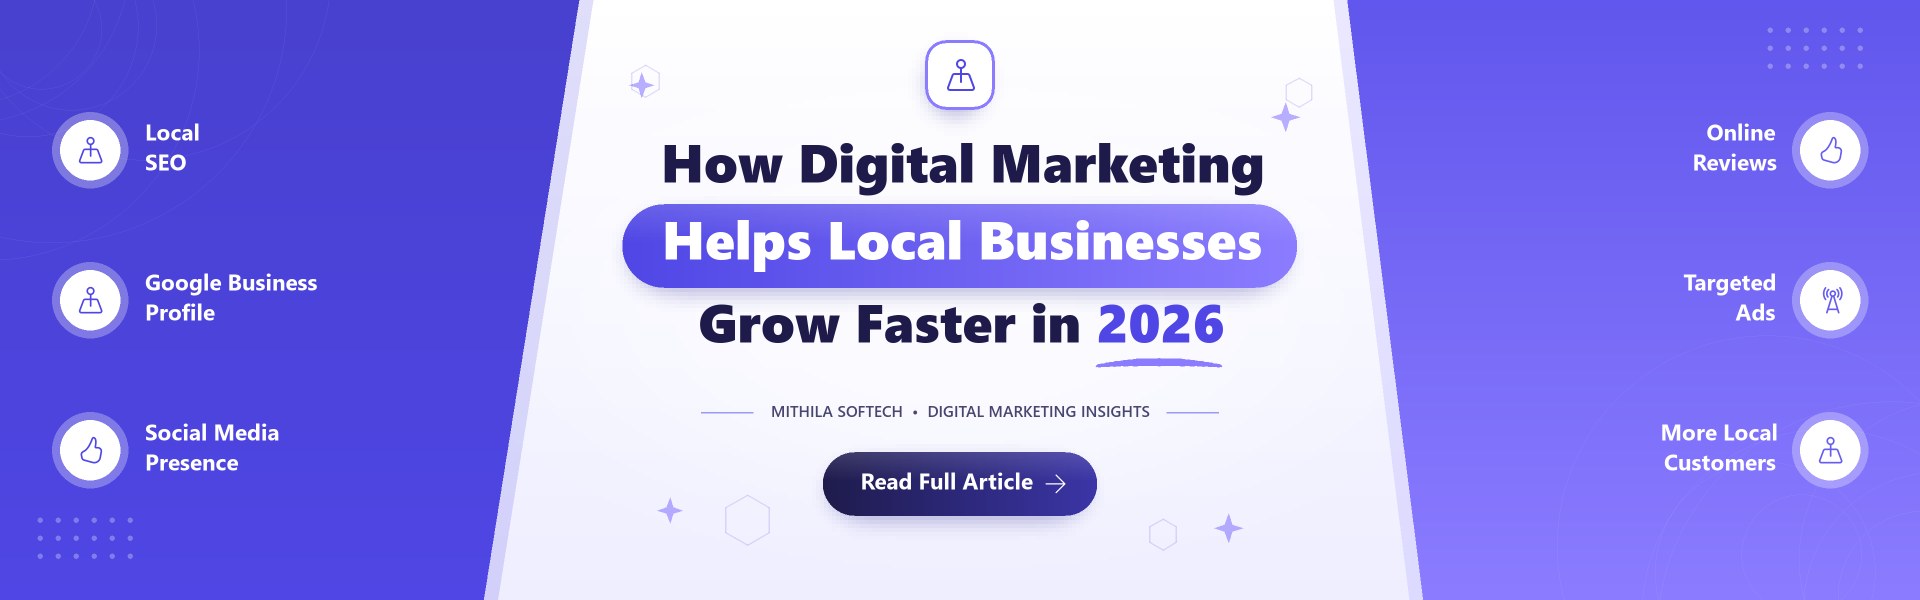 Local
SEO
Google Business
Profile
Social Media
Presence
How Digital Marketing
Helps Local Businesses
Grow Faster in 2026
MITHILA SOFTECH • DIGITAL MARKETING INSIGHTS
Read Full Article →
Online
Reviews
Targeted
Ads
More Local
Customers